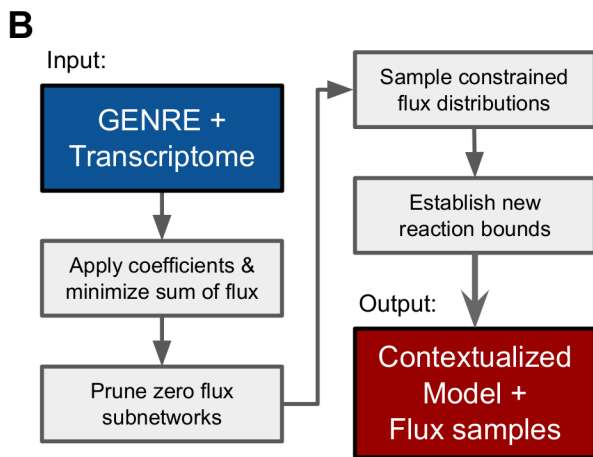 B
Input:
GENRE +
Transcriptome
Apply coefficients &
minimize sum of flux
Prune zero flux
subnetworks
Sample constrained
flux distributions
Establish new
reaction bounds
Output:
Contextualized
Model +
Flux samples